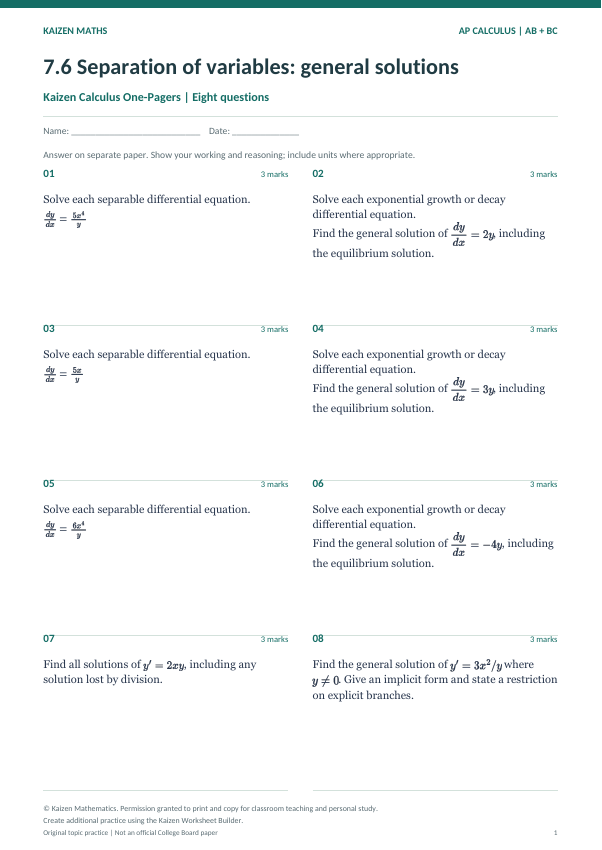 KAIZEN MATHS
AP CALCULUS | AB + BC
7.6 Separation of variables: general solutions
Kaizen Calculus One-Pagers | Eight questions
Name: ____________________________ Date: ______________
Answer on separate paper. Show your working and reasoning; include units where appropriate.
01 3 marks
Solve each separable differential equation.
dy/dx = 5x⁴/y
02 3 marks
Solve each exponential growth or decay
differential equation.
Find the general solution of dy/dx = 2y, including
the equilibrium solution.
03 3 marks
Solve each separable differential equation.
dy/dx = 5x/y
04 3 marks
Solve each exponential growth or decay
differential equation.
Find the general solution of dy/dx = 3y, including
the equilibrium solution.
05 3 marks
Solve each separable differential equation.
dy/dx = 6x⁴/y
06 3 marks
Solve each exponential growth or decay
differential equation.
Find the general solution of dy/dx = −4y, including
the equilibrium solution.
07 3 marks
Find all solutions of y′ = 2xy, including any
solution lost by division.
08 3 marks
Find the general solution of y′ = 3x²/y where
y ≠ 0. Give an implicit form and state a restriction
on explicit branches.
© Kaizen Mathematics. Permission granted to print and copy for classroom teaching and personal study.
Create additional practice using the Kaizen Worksheet Builder.
Original topic practice | Not an official College Board paper
1